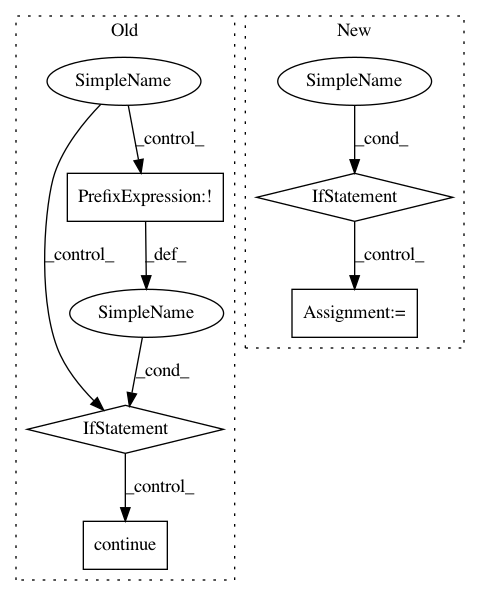 Old
SimpleName
_control_
PrefixExpression:!
_control_
_def_
SimpleName
_cond_
IfStatement
_control_
continue
New
SimpleName
_cond_
IfStatement
_control_
Assignment:=